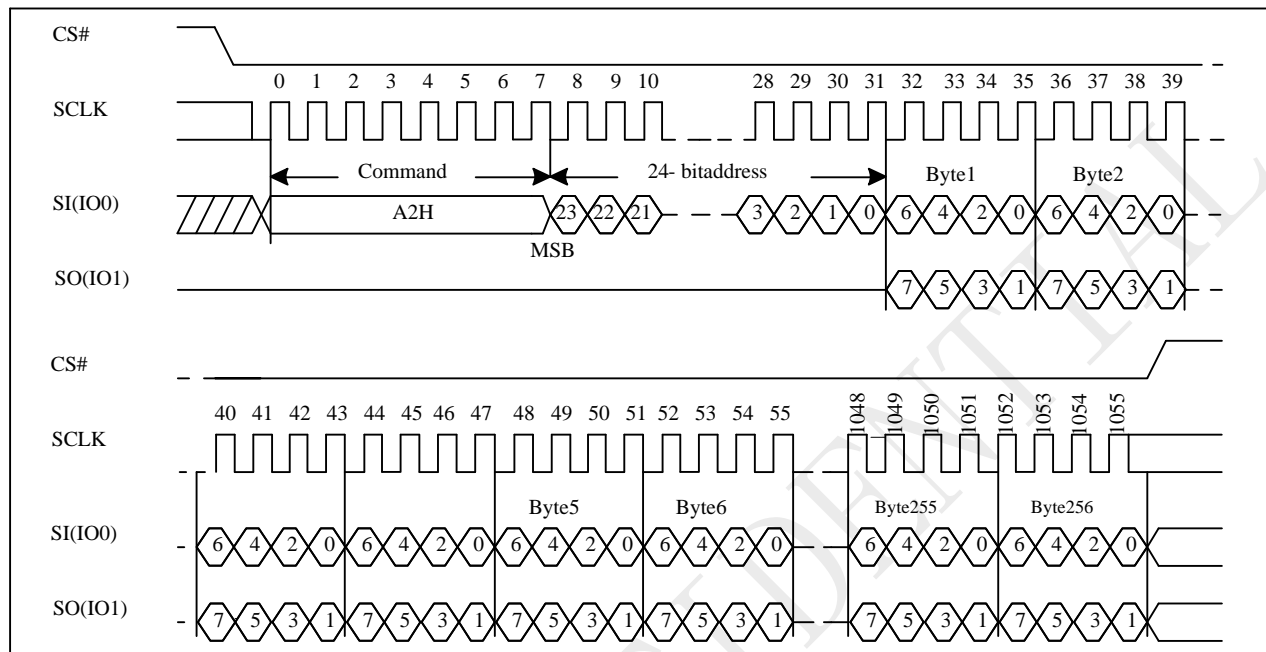 CS#
0 1 2 3 4 5 6 7 8 9 10 28 29 30 31 32 33 34 35 36 37 38 39
SCLK
Command 24- bitaddress Byte1 Byte2
SI(IO0) A2H 23 22 21 3 2 1 0 6 4 2 0 6 4 2 0
MSB
SO(IO1) 7 5 3 1 7 5 3 1
CS#
40 41 42 43 44 45 46 47 48 49 50 51 52 53 54 55 1048 1049 1050 1051 1052 1053 1054 1055
SCLK
Byte5 Byte6 Byte255 Byte256
SI(IO0) 6 4 2 0 6 4 2 0 6 4 2 0 6 4 2 0 6 4 2 0 6 4 2 0
SO(IO1) 7 5 3 1 7 5 3 1 7 5 3 1 7 5 3 1 7 5 3 1 7 5 3 1